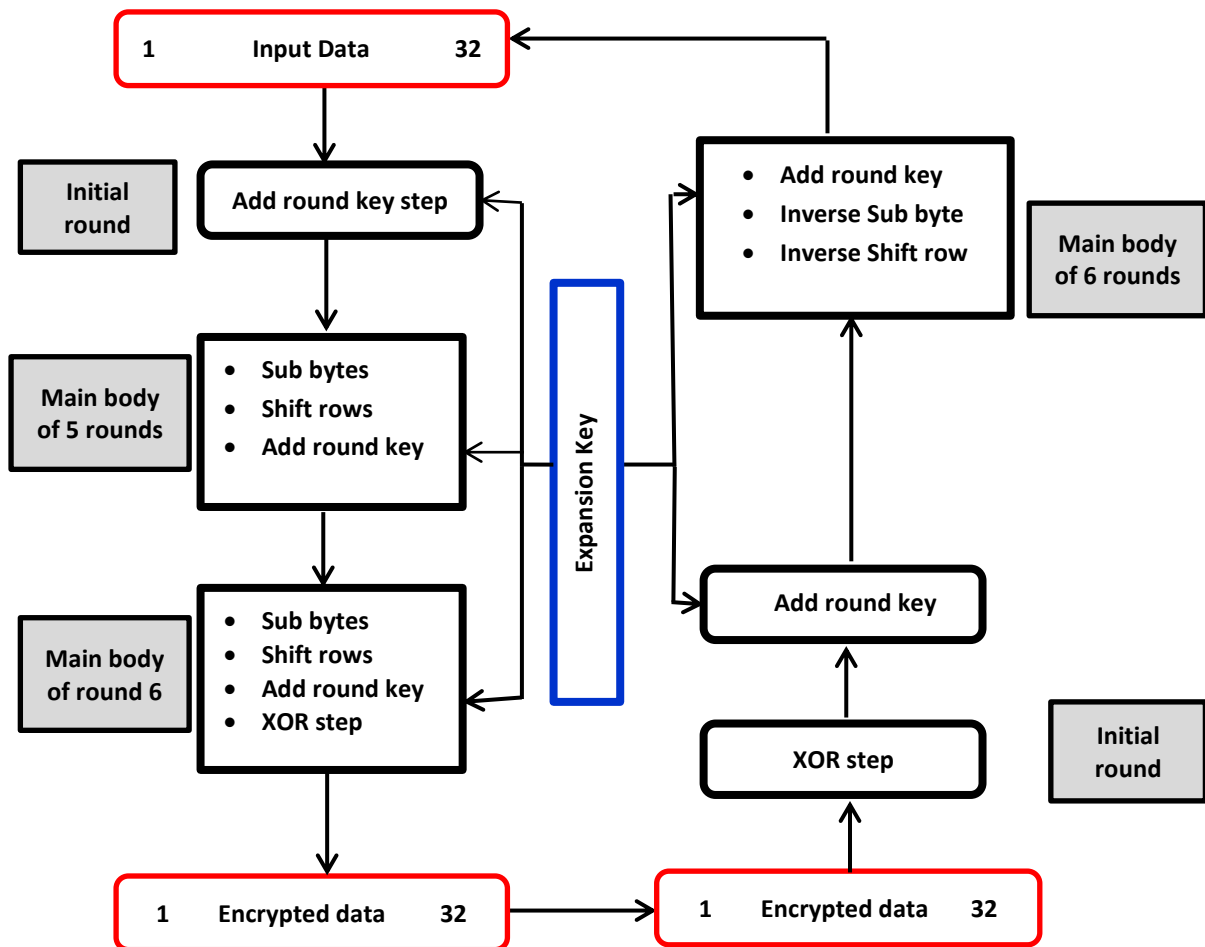 1 Input Data 32
Initial
round
Add round key step
Main body
of 5 rounds
• Sub bytes
• Shift rows
• Add round key
Main body
of round 6
• Sub bytes
• Shift rows
• Add round key
• XOR step
1 Encrypted data 32
Expansion Key
• Add round key
• Inverse Sub byte
• Inverse Shift row
Main body
of 6 rounds
Add round key
XOR step
Initial
round
1 Encrypted data 32